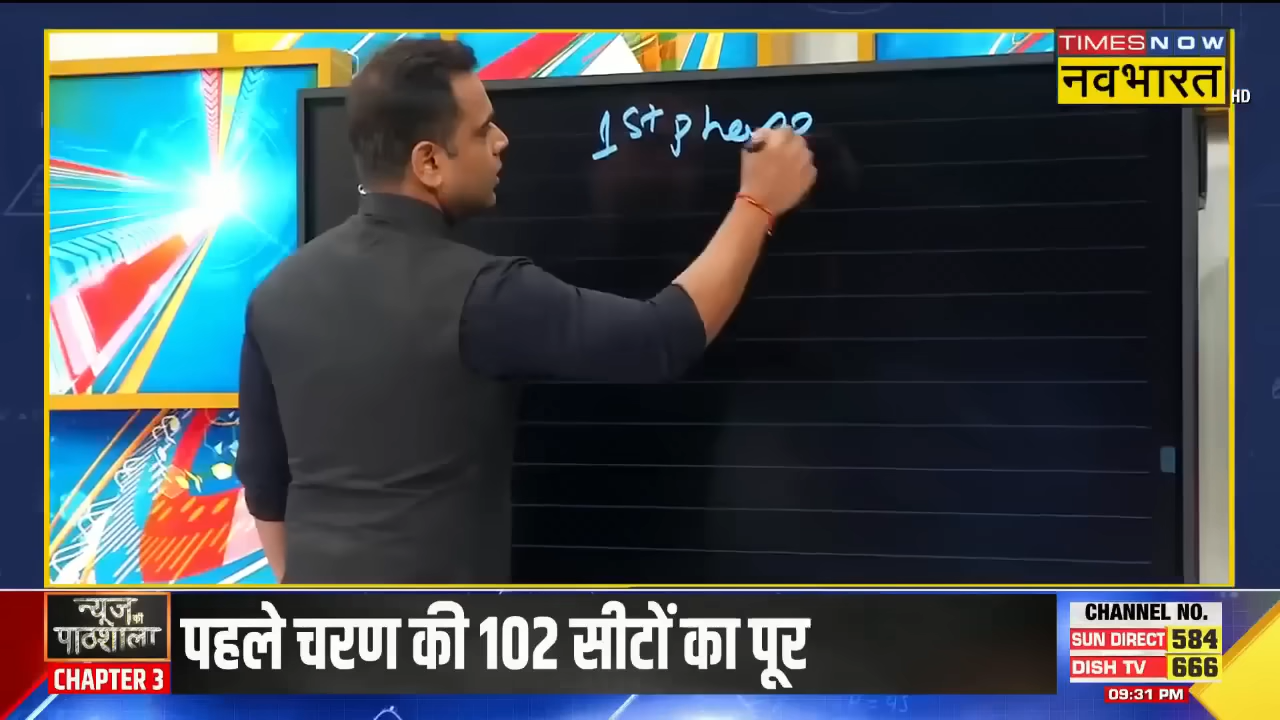 TIMES NOW
नवभारत
HD
1st phase
न्यूज़ की
पाठशाला
CHAPTER 3
पहले चरण की 102 सीटों का पूर
CHANNEL NO.
SUN DIRECT 584
DISH TV 666
09:31 PM